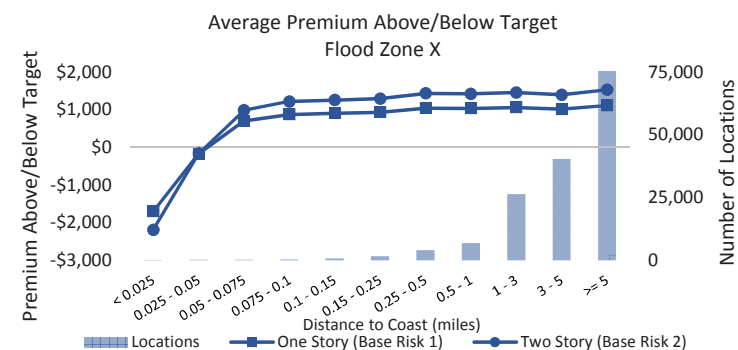 Average Premium Above/Below Target
Flood Zone X
Premium Above/Below Target
$2,000
$1,000
$0
-$1,000
-$2,000
-$3,000
75,000
50,000
25,000
0
Number of Locations
< 0.025
0.025 - 0.05
0.05 - 0.075
0.075 - 0.1
0.1 - 0.15
0.15 - 0.25
0.25 - 0.5
0.5 - 1
1 - 3
3 - 5
>= 5
Distance to Coast (miles)
Locations
One Story (Base Risk 1)
Two Story (Base Risk 2)